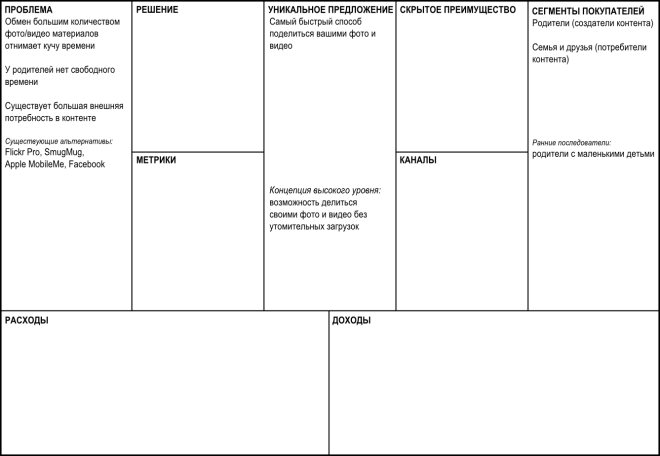 ПРОБЛЕМА
Обмен большим количеством
фото/видео материалов
отнимает кучу времени
У родителей нет свободного
времени
Существует большая внешняя
потребность в контенте
Существующие альтернативы:
Flickr Pro, SmugMug,
Apple MobileMe, Facebook
РЕШЕНИЕ
МЕТРИКИ
УНИКАЛЬНОЕ ПРЕДЛОЖЕНИЕ
Самый быстрый способ
поделиться вашими фото и
видео
Концепция высокого уровня:
возможность делиться
своими фото и видео без
утомительных загрузок
СКРЫТОЕ ПРЕИМУЩЕСТВО
КАНАЛЫ
СЕГМЕНТЫ ПОКУПАТЕЛЕЙ
Родители (создатели контента)
Семья и друзья (потребители
контента)
Ранние последователи:
родители с маленькими детьми
РАСХОДЫ
ДОХОДЫ